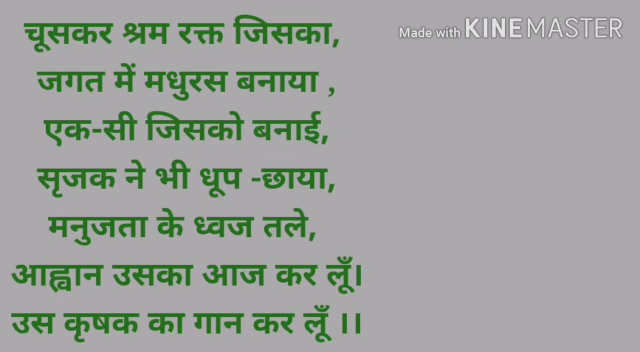 चूसकर श्रम रक्त जिसका,
Made with KINEMASTER
जगत में मधुरस बनाया ,
एक-सी जिसको बनाई,
सृजक ने भी धूप -छाया,
मनुजता के ध्वज तले,
आह्वान उसका आज कर लूँ।
उस कृषक का गान कर लूँ ।।